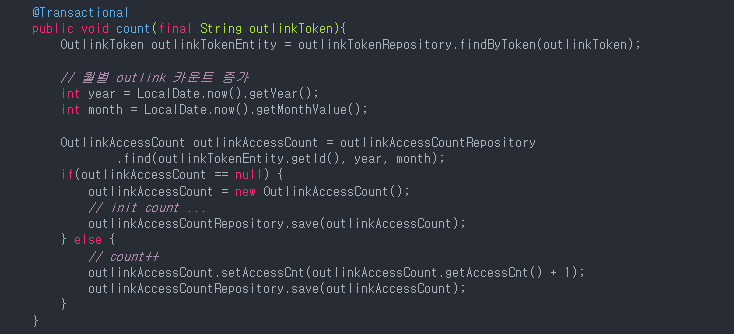 @Transactional
public void count(final String outlinkToken){
OutlinkToken outlinkTokenEntity = outlinkTokenRepository.findByToken(outlinkToken);
// 월별 outlink 카운트 증가
int year = LocalDate.now().getYear();
int month = LocalDate.now().getMonthValue();
OutlinkAccessCount outlinkAccessCount = outlinkAccessCountRepository
.find(outlinkTokenEntity.getId(), year, month);
if(outlinkAccessCount == null) {
outlinkAccessCount = new OutlinkAccessCount();
// init count ...
outlinkAccessCountRepository.save(outlinkAccessCount);
} else {
// count++
outlinkAccessCount.setAccessCnt(outlinkAccessCount.getAccessCnt() + 1);
outlinkAccessCountRepository.save(outlinkAccessCount);
}
}